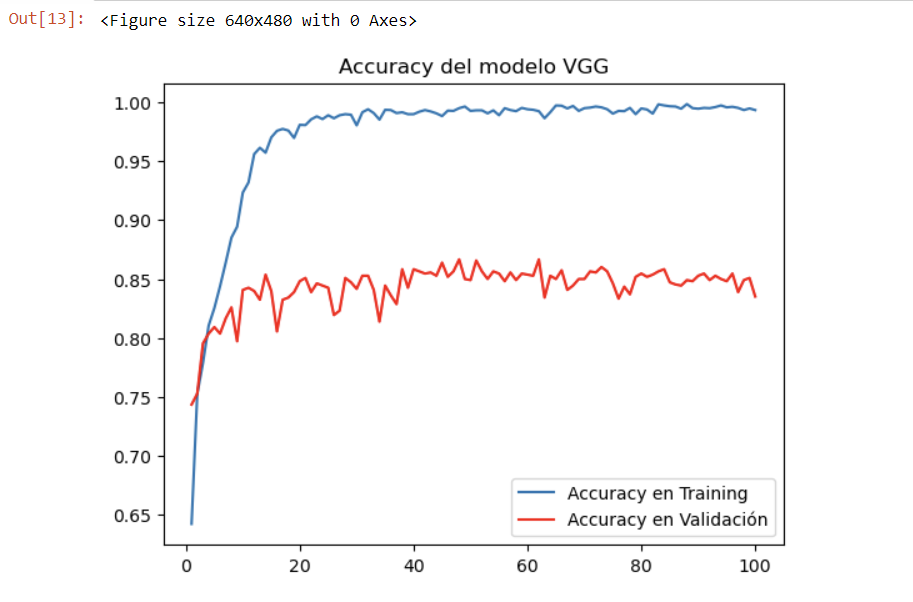 Out[13]: <Figure size 640x480 with 0 Axes>
Accuracy del modelo VGG
1.00
0.95
0.90
0.85
0.80
0.75
0.70
0.65
Accuracy en Training
Accuracy en Validación
0 20 40 60 80 100